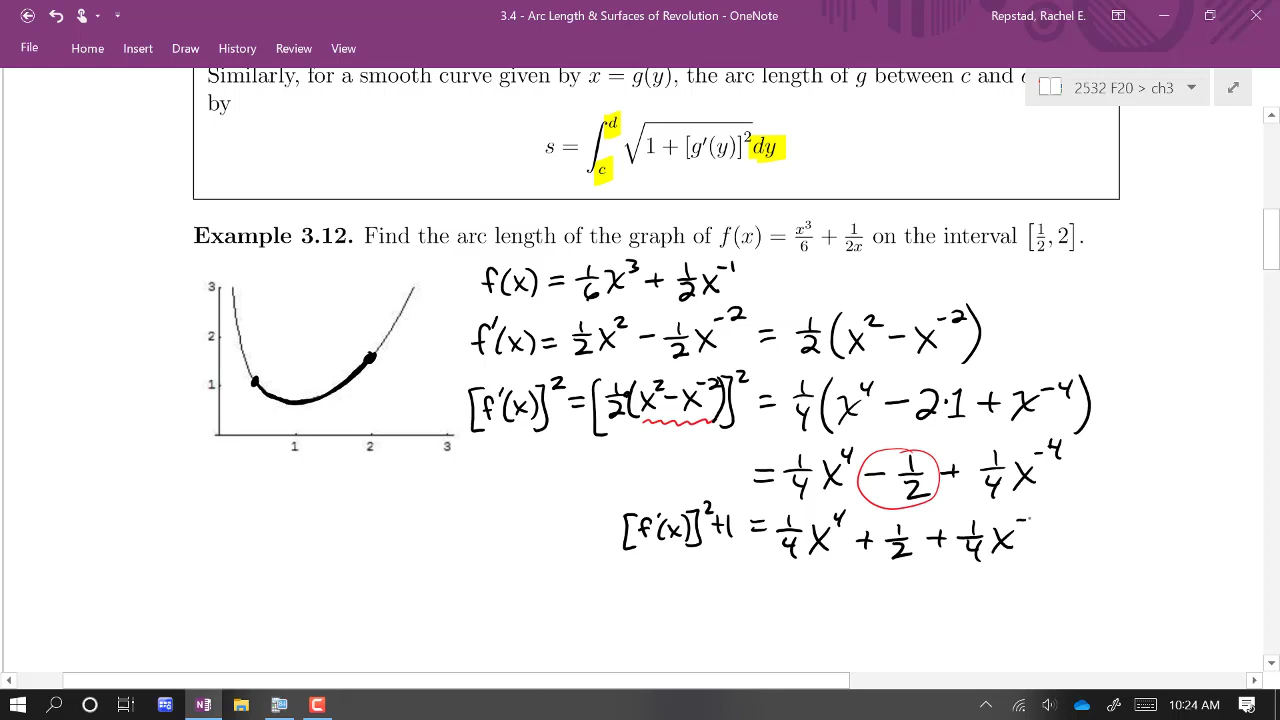 3.4 - Arc Length & Surfaces of Revolution - OneNote
Repstad, Rachel E.
File Home Insert Draw History Review View
2532 F20 > ch3
Similarly, for a smooth curve given by x = g(y), the arc length of g between c and
by
s = ∫_c^d √(1 + [g′(y)]²) dy
Example 3.12. Find the arc length of the graph of f(x) = x³/6 + 1/(2x) on the interval [1/2, 2].
f(x) = 1/6 x³ + 1/2 x⁻¹
f'(x) = 1/2 x² - 1/2 x⁻² = 1/2 (x² - x⁻²)
[f'(x)]² = [1/2 (x² - x⁻²)]² = 1/4 (x⁴ - 2·1 + x⁻⁴)
= 1/4 x⁴ - 1/2 + 1/4 x⁻⁴
[f'(x)]² + 1 = 1/4 x⁴ + 1/2 + 1/4 x⁻
3
2
1
1 2 3
10:24 AM